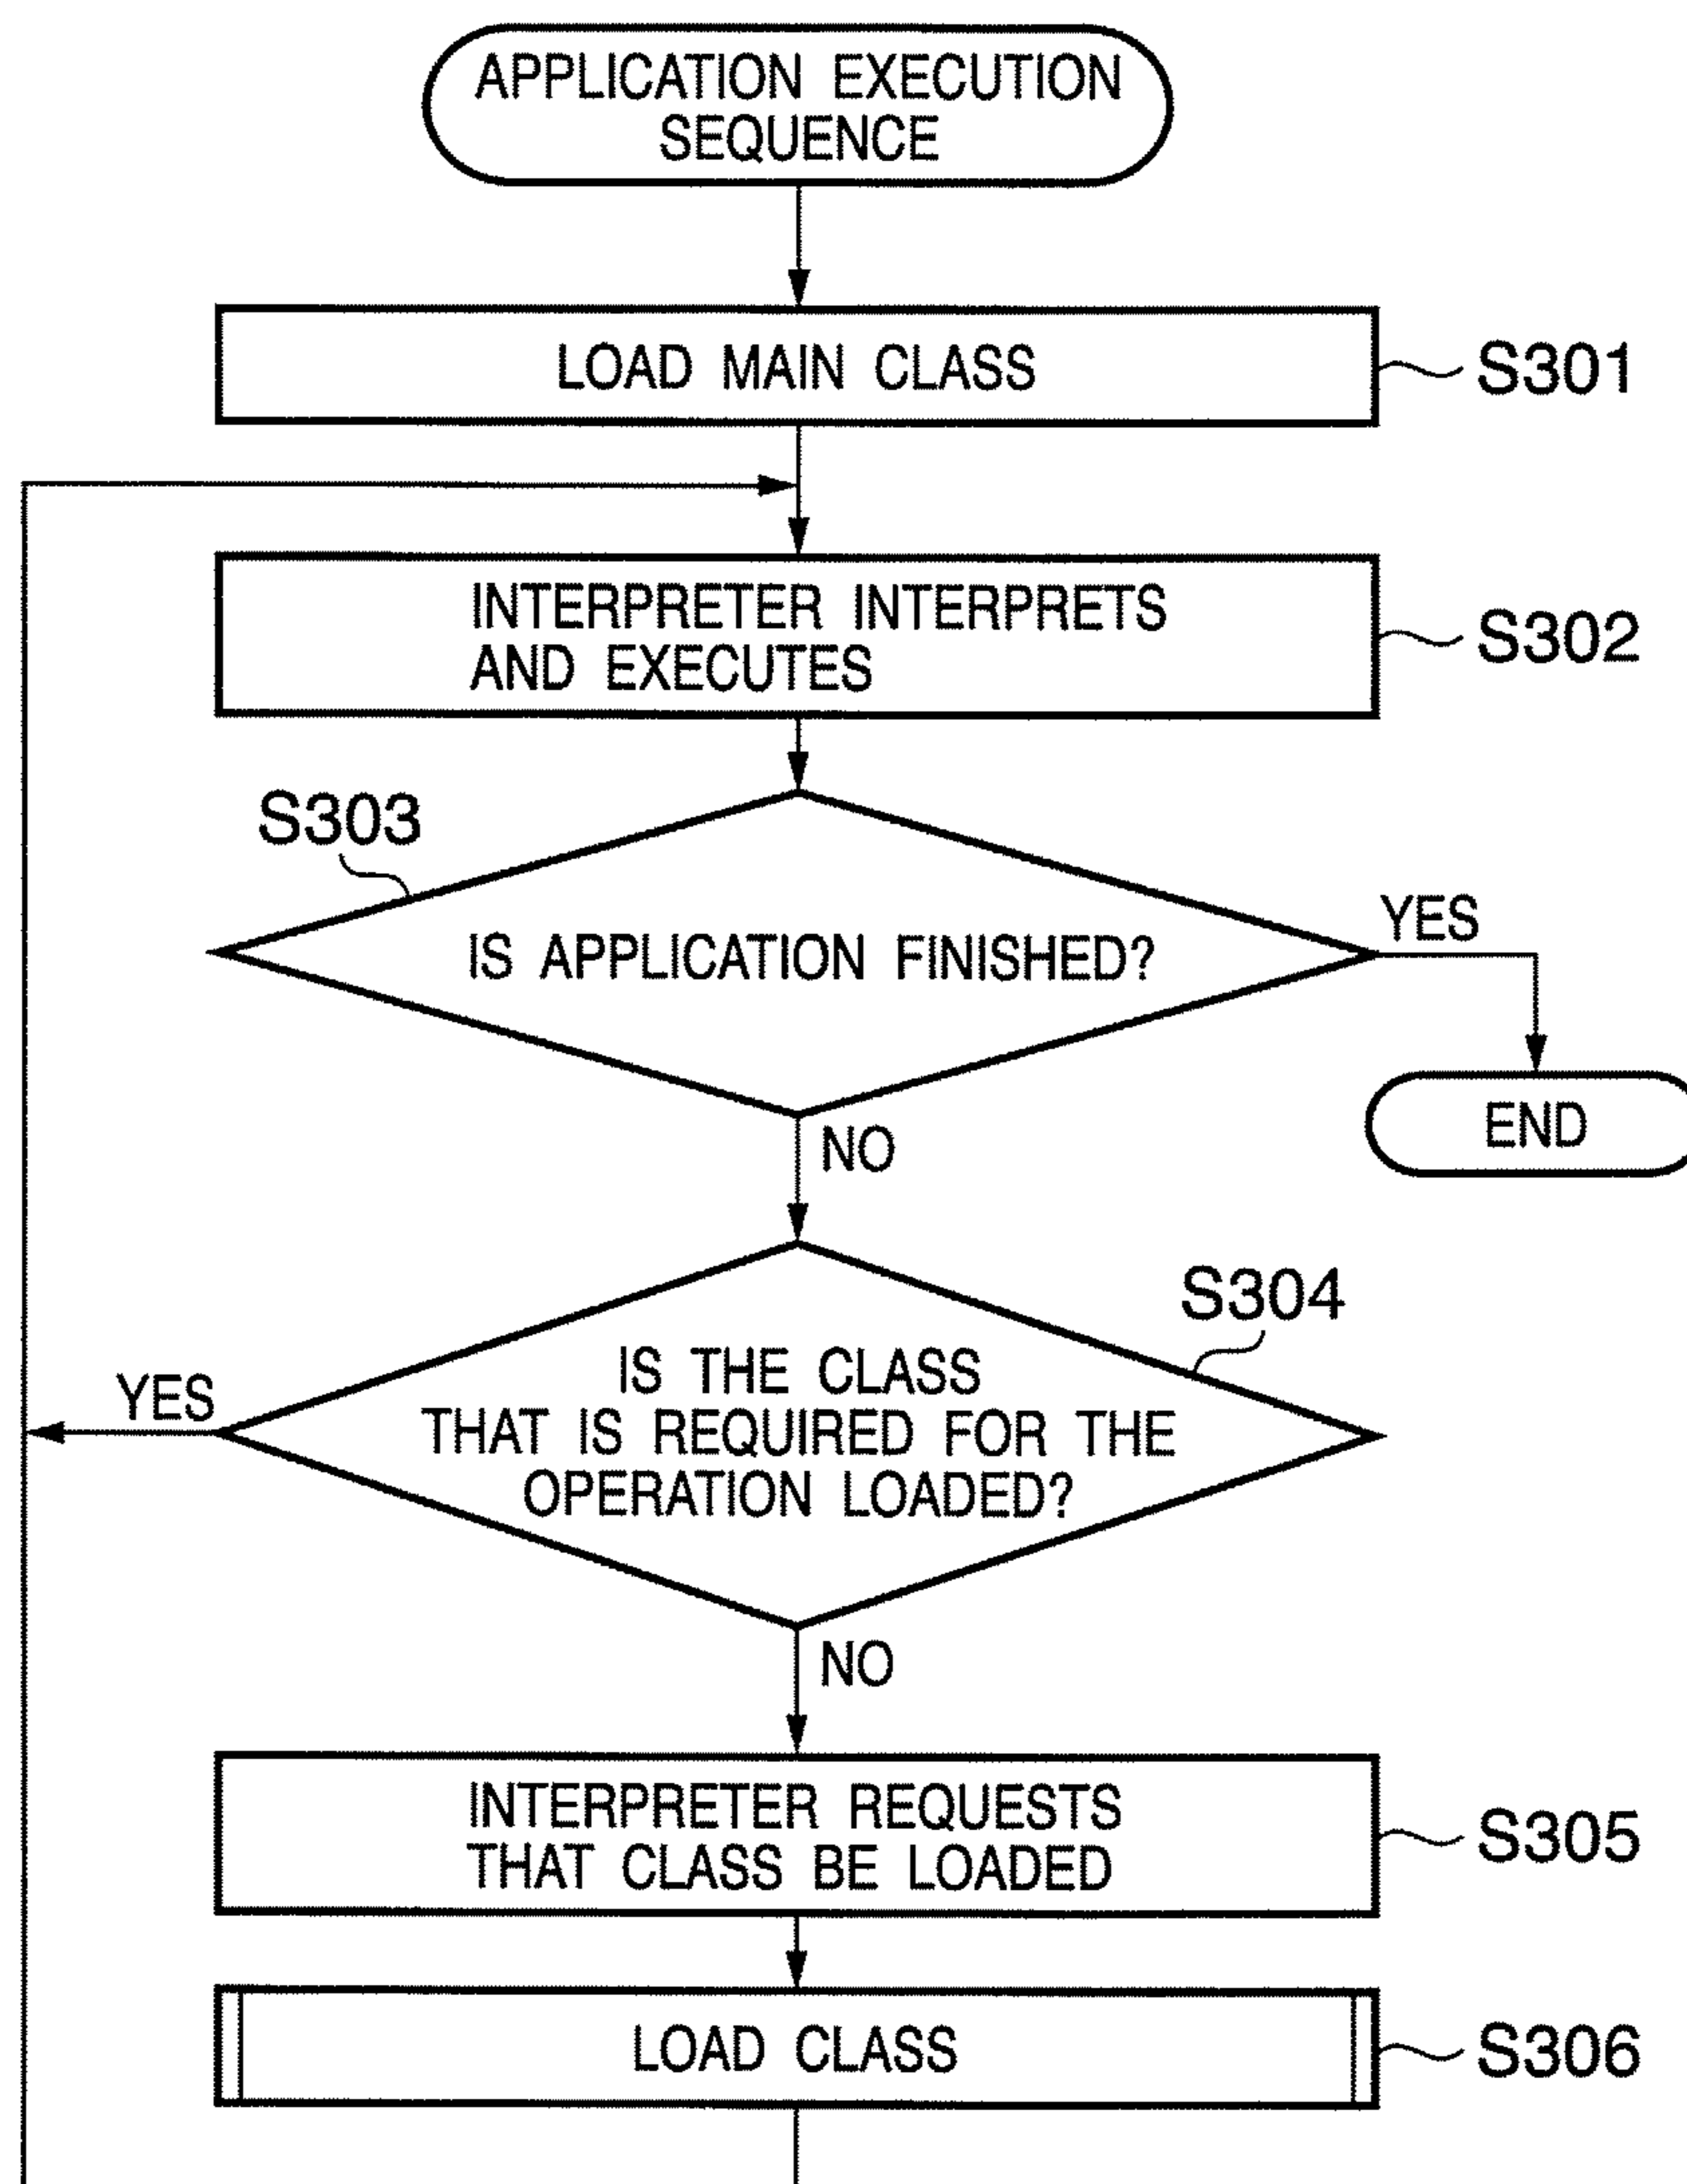 APPLICATION EXECUTION
SEQUENCE
LOAD MAIN CLASS
S301
INTERPRETER INTERPRETS
AND EXECUTES
S302
S303
IS APPLICATION FINISHED?
YES
END
NO
S304
IS THE CLASS
THAT IS REQUIRED FOR THE
OPERATION LOADED?
YES
NO
INTERPRETER REQUESTS
THAT CLASS BE LOADED
S305
LOAD CLASS
S306